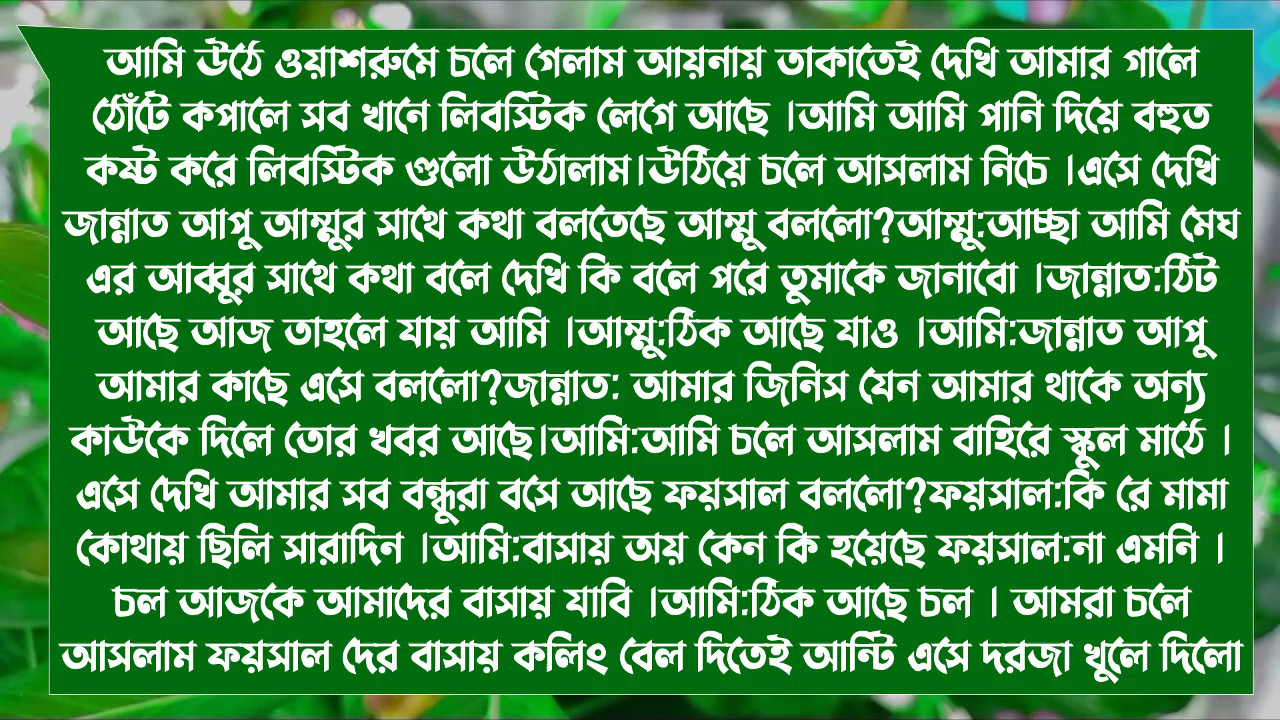 আমি উঠে ওয়াশরুমে চলে গেলাম আয়নায় তাকাতেই দেখি আমার গালে
ঠোঁটে কপালে সব খানে লিবস্টিক লেগে আছে ।আমি আমি পানি দিয়ে বহুত
কষ্ট করে লিবস্টিক গুলো উঠালাম।উঠিয়ে চলে আসলাম নিচে ।এসে দেখি
জান্নাত আপু আম্মুর সাথে কথা বলতেছে আম্মু বললো?আম্মু:আচ্ছা আমি মেঘ
এর আব্বুর সাথে কথা বলে দেখি কি বলে পরে তুমাকে জানাবো ।জান্নাত:ঠিট
আছে আজ তাহলে যায় আমি ।আম্মু:ঠিক আছে যাও ।আমি:জান্নাত আপু
আমার কাছে এসে বললো?জান্নাত: আমার জিনিস যেন আমার থাকে অন্য
কাউকে দিলে তোর খবর আছে।আমি:আমি চলে আসলাম বাহিরে স্কুল মাঠে ।
এসে দেখি আমার সব বন্ধুরা বসে আছে ফয়সাল বললো?ফয়সাল:কি রে মামা
কোথায় ছিলি সারাদিন ।আমি:বাসায় অয় কেন কি হয়েছে ফয়সাল:না এমনি ।
চল আজকে আমাদের বাসায় যাবি ।আমি:ঠিক আছে চল । আমরা চলে
আসলাম ফয়সাল দের বাসায় কলিং বেল দিতেই আন্টি এসে দরজা খুলে দিলো